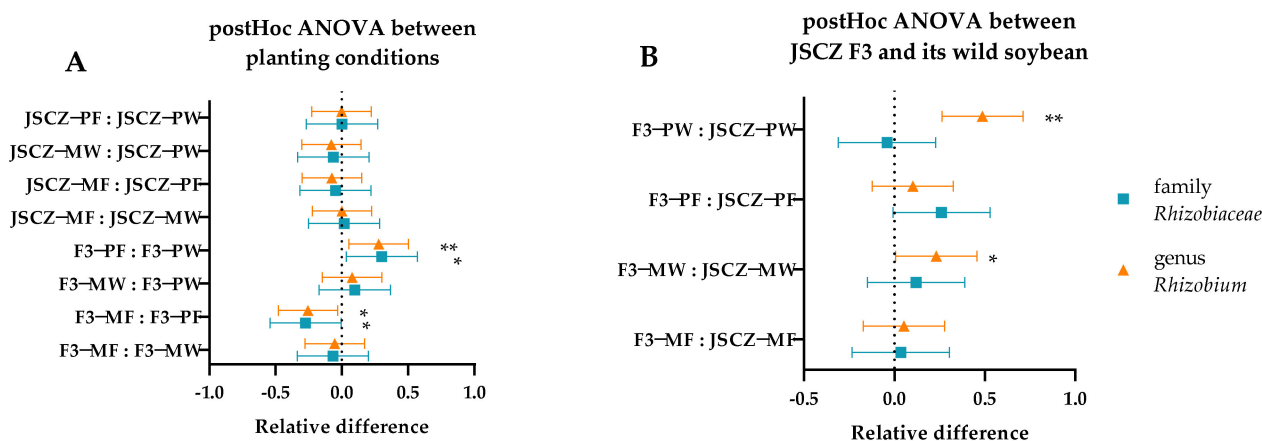 postHoc ANOVA between
planting conditions
A
JSCZ-PF : JSCZ-PW
JSCZ-MW : JSCZ-PW
JSCZ-MF : JSCZ-PF
JSCZ-MF : JSCZ-MW
F3-PF : F3-PW
F3-MW : F3-PW
F3-MF : F3-PF
F3-MF : F3-MW
**
*
*
*
-1.0 -0.5 0.0 0.5 1.0
Relative difference
postHoc ANOVA between
JSCZ F3 and its wild soybean
B
F3-PW : JSCZ-PW
F3-PF : JSCZ-PF
F3-MW : JSCZ-MW
F3-MF : JSCZ-MF
**
*
-0.5 0.0 0.5 1.0
Relative difference
family
Rhizobiaceae
genus
Rhizobium